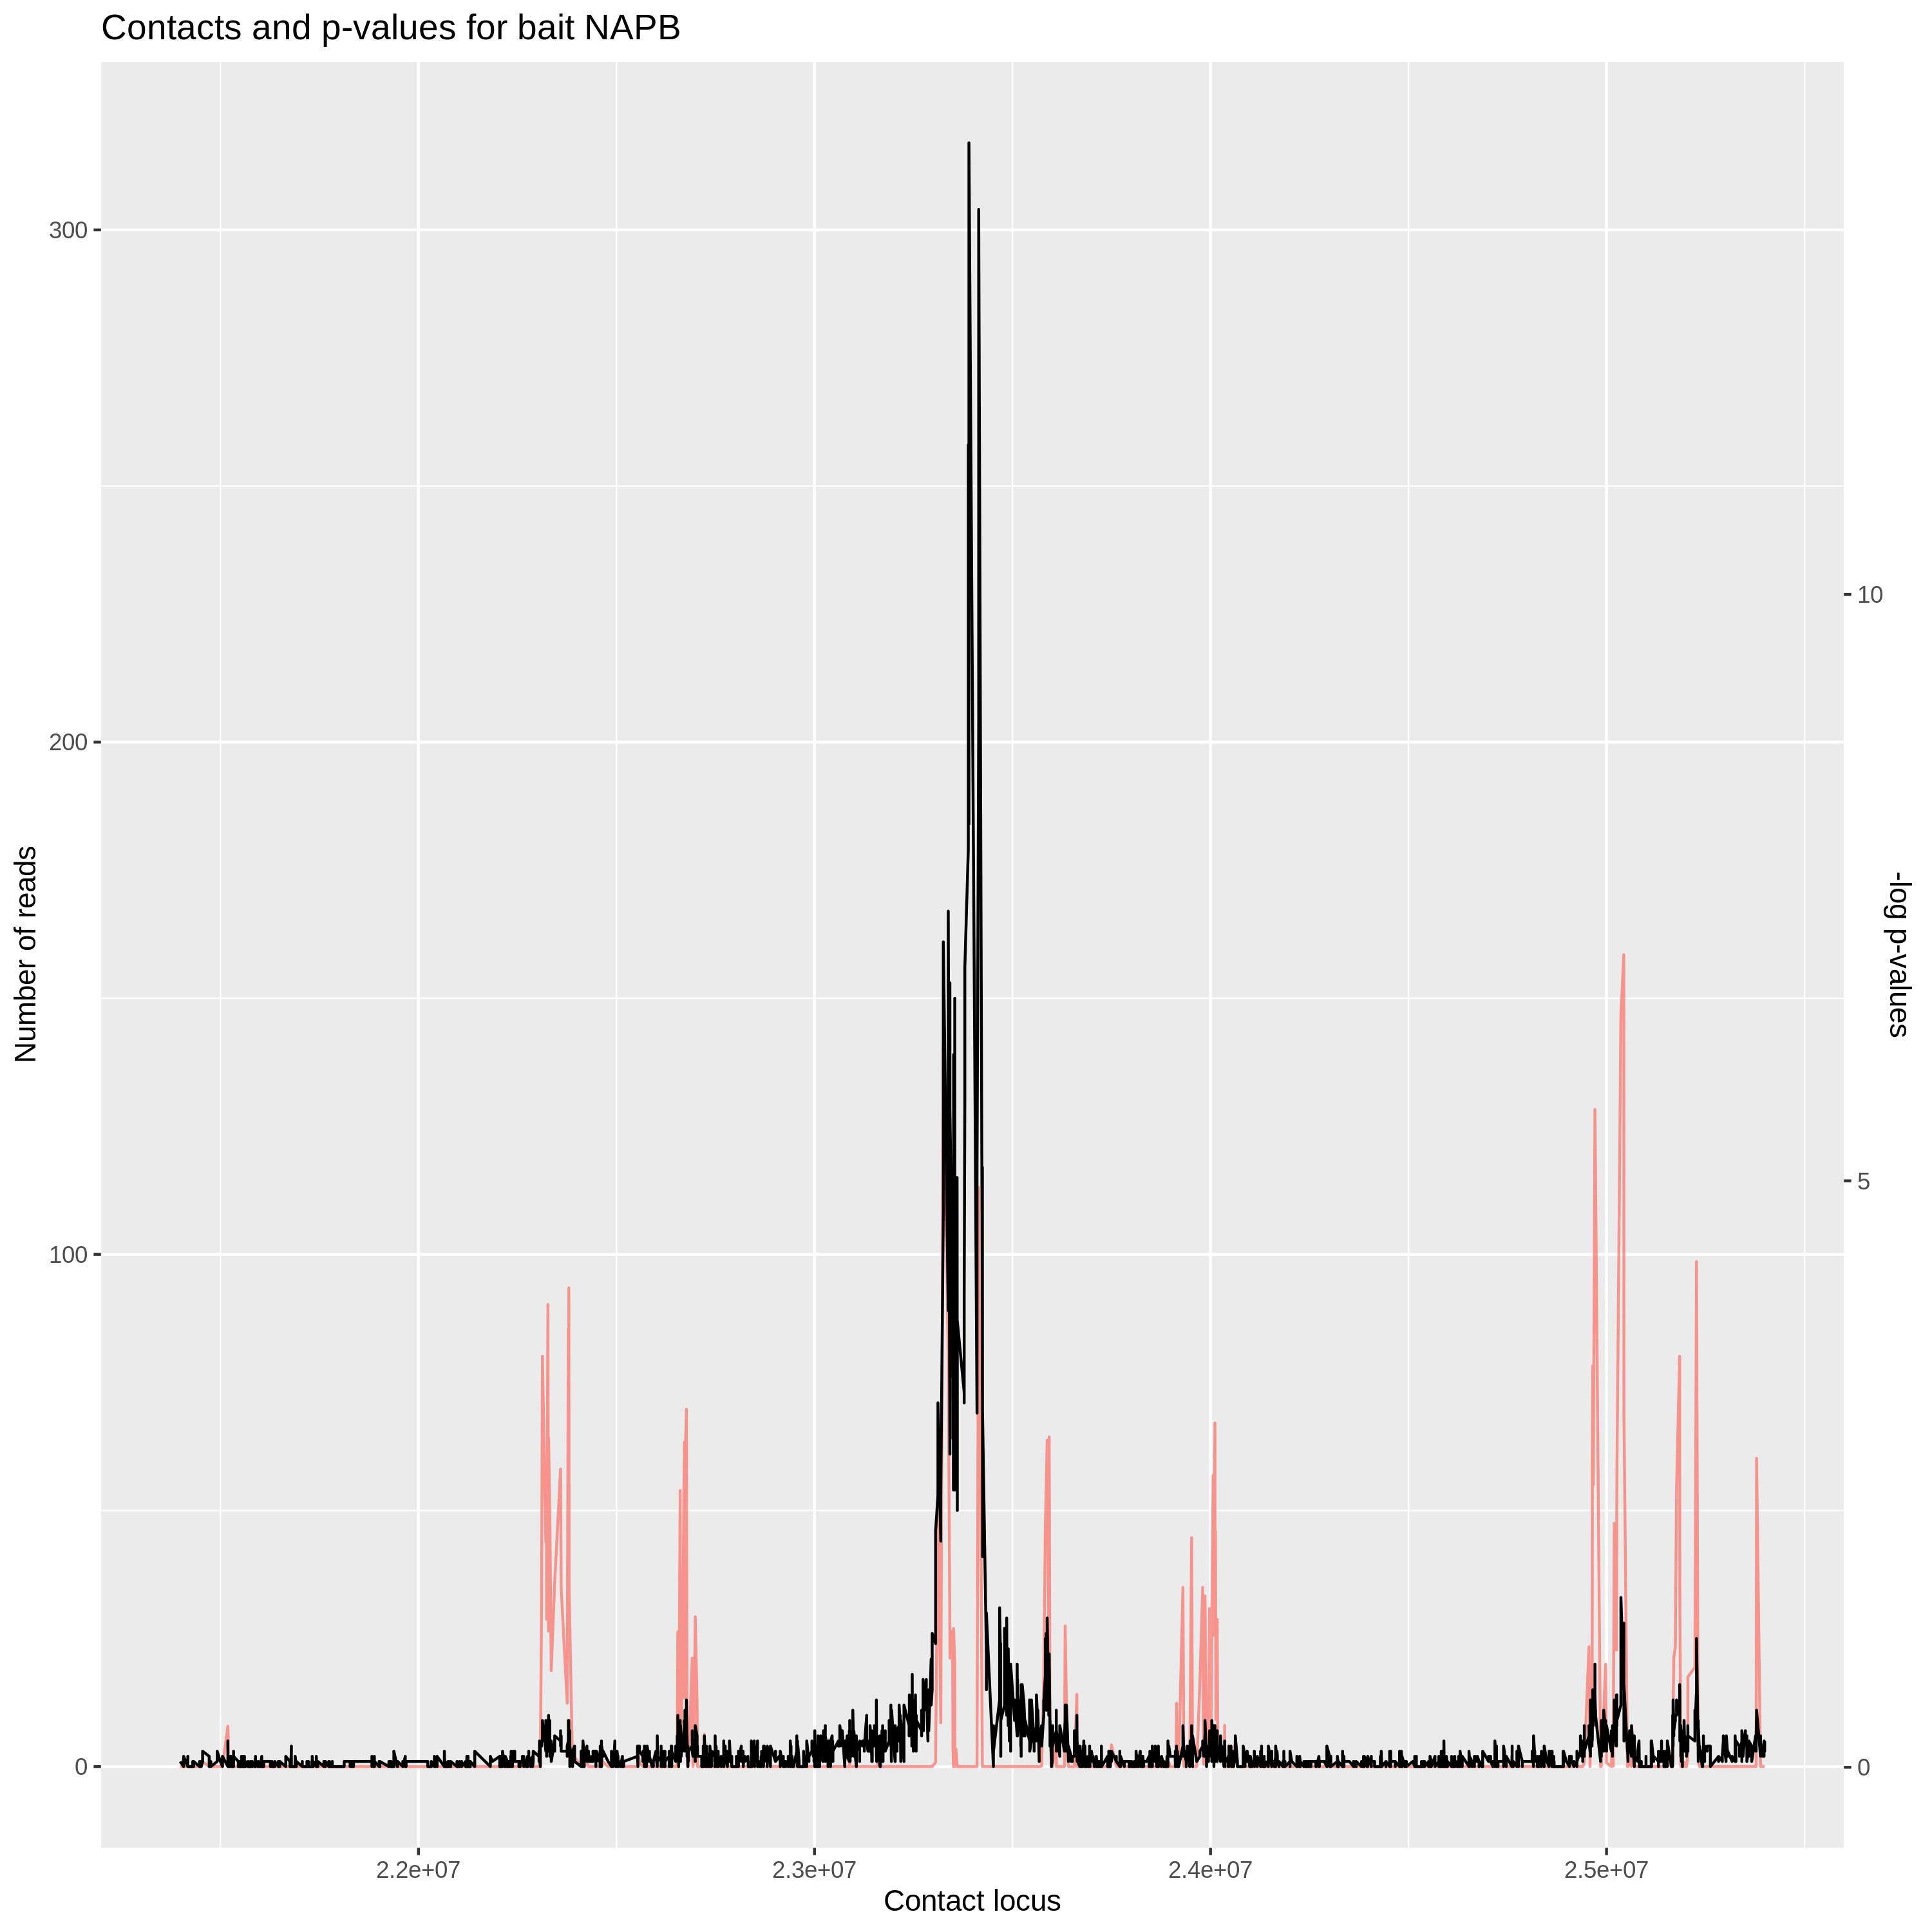 Contacts and p-values for bait NAPB
300
200
100
0
Number of reads
10
5
0
-log p-values
2.2e+07
2.3e+07
2.4e+07
2.5e+07
Contact locus